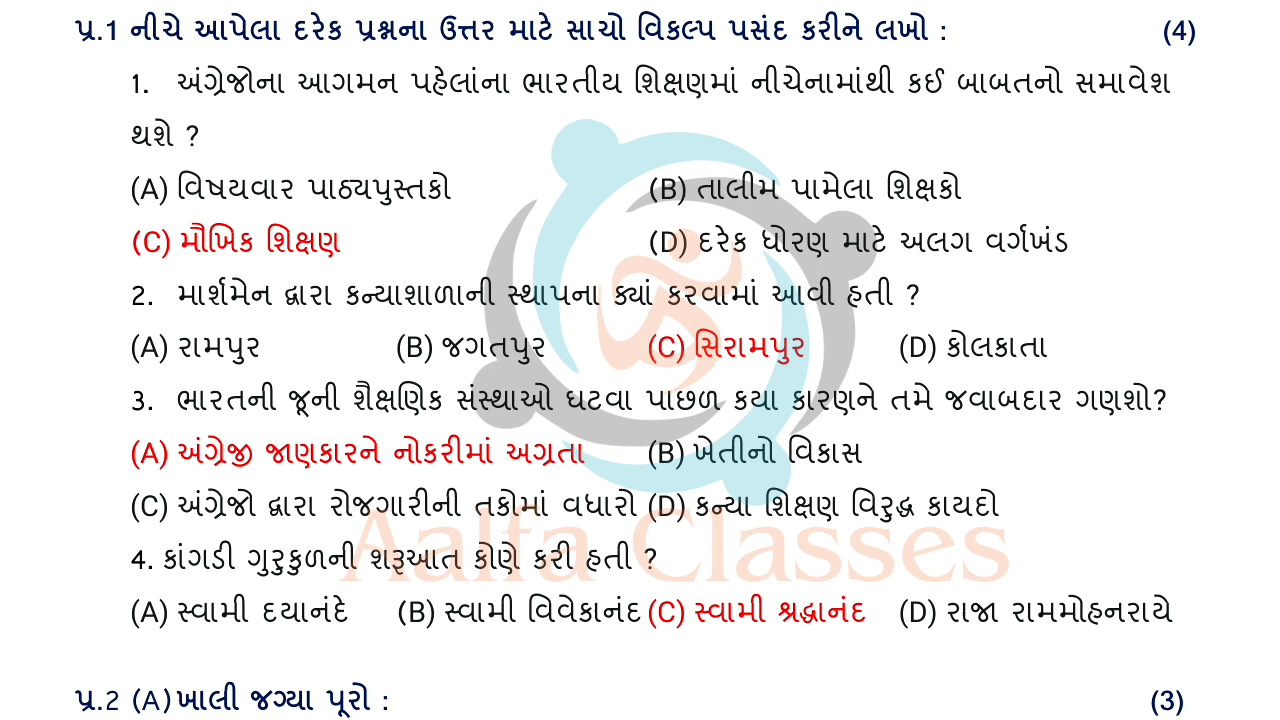 પ્ર.1 નીચે આપેલા દરેક પ્રશ્નના ઉત્તર માટે સાચો વિકલ્પ પસંદ કરીને લખો : (4)
1. અંગ્રેજોના આગમન પહેલાંના ભારતીય શિક્ષણમાં નીચેનામાંથી કઈ બાબતનો સમાવેશ
થશે ?
(A) વિષયવાર પાઠ્યપુસ્તકો (B) તાલીમ પામેલા શિક્ષકો
(C) મૌખિક શિક્ષણ (D) દરેક ધોરણ માટે અલગ વર્ગખંડ
2. માર્શમેન દ્વારા કન્યાશાળાની સ્થાપના ક્યાં કરવામાં આવી હતી ?
(A) રામપુર (B) જગતપુર (C) સિરામપુર (D) કોલકાતા
3. ભારતની જૂની શૈક્ષણિક સંસ્થાઓ ઘટવા પાછળ કયા કારણને તમે જવાબદાર ગણશો?
(A) અંગ્રેજી જાણકારને નોકરીમાં અગ્રતા (B) ખેતીનો વિકાસ
(C) અંગ્રેજો દ્વારા રોજગારીની તકોમાં વધારો (D) કન્યા શિક્ષણ વિરુદ્ધ કાયદો
Aalfa Classes
4. કાંગડી ગુરુકુળની શરૂઆત કોણે કરી હતી ?
(A) સ્વામી દયાનંદે (B) સ્વામી વિવેકાનંદ (C) સ્વામી શ્રદ્ધાનંદ (D) રાજા રામમોહનરાયે
પ્ર.2 (A) ખાલી જગ્યા પૂરો : (3)